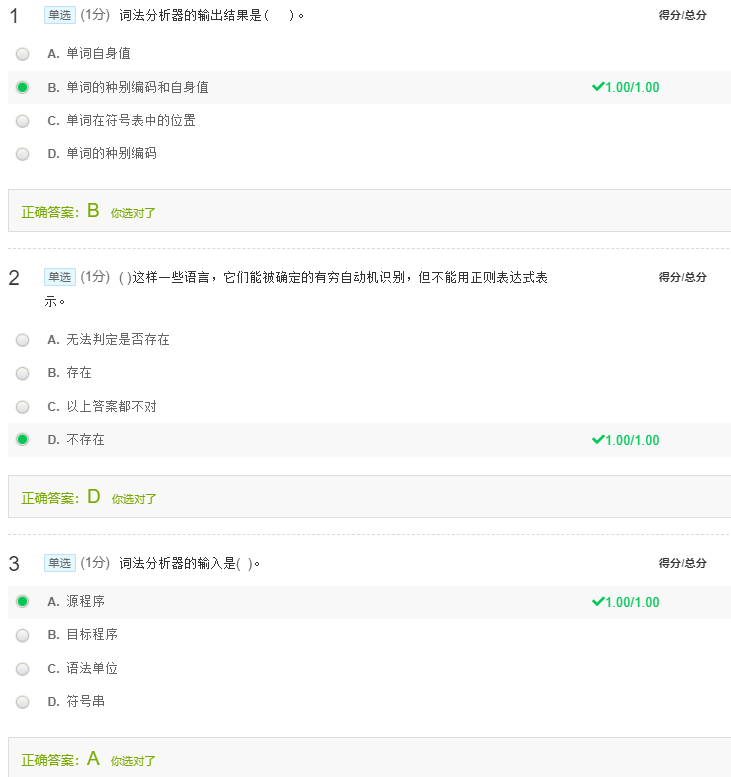 1 单选 (1分) 词法分析器的输出结果是( )。 得分/总分
A. 单词自身值
B. 单词的种别编码和自身值 1.00/1.00
C. 单词在符号表中的位置
D. 单词的种别编码
正确答案：B 你选对了
2 单选 (1分) ( )这样一些语言，它们能被确定的有穷自动机识别，但不能用正则表达式表 得分/总分
示。
A. 无法判定是否存在
B. 存在
C. 以上答案都不对
D. 不存在 1.00/1.00
正确答案：D 你选对了
3 单选 (1分) 词法分析器的输入是( )。 得分/总分
A. 源程序 1.00/1.00
B. 目标程序
C. 语法单位
D. 符号串
正确答案：A 你选对了